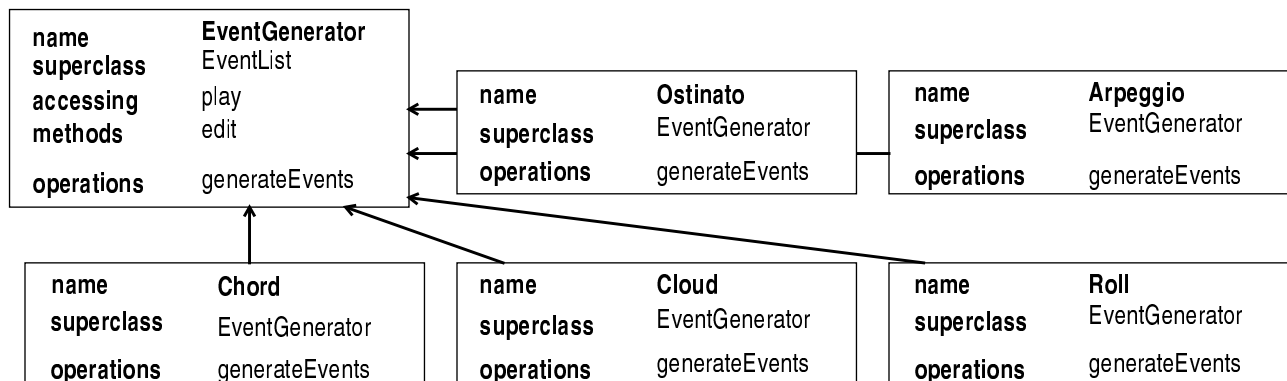 name EventGenerator
superclass EventList
accessing play
methods edit
operations generateEvents
name Ostinato
superclass EventGenerator
operations generateEvents
name Arpeggio
superclass EventGenerator
operations generateEvents
name Chord
superclass EventGenerator
operations generateEvents
name Cloud
superclass EventGenerator
operations generateEvents
name Roll
superclass EventGenerator
operations generateEvents